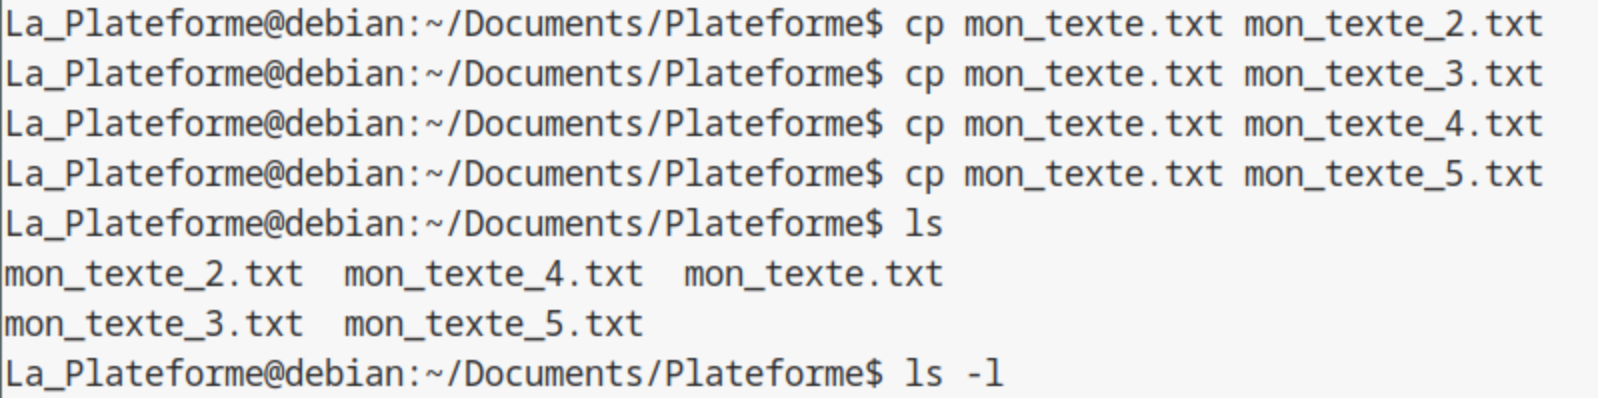 La_Plateforme@debian:~/Documents/Plateforme$ cp mon_texte.txt mon_texte_2.txt
La_Plateforme@debian:~/Documents/Plateforme$ cp mon_texte.txt mon_texte_3.txt
La_Plateforme@debian:~/Documents/Plateforme$ cp mon_texte.txt mon_texte_4.txt
La_Plateforme@debian:~/Documents/Plateforme$ cp mon_texte.txt mon_texte_5.txt
La_Plateforme@debian:~/Documents/Plateforme$ ls
mon_texte_2.txt  mon_texte_4.txt  mon_texte.txt
mon_texte_3.txt  mon_texte_5.txt
La_Plateforme@debian:~/Documents/Plateforme$ ls -l